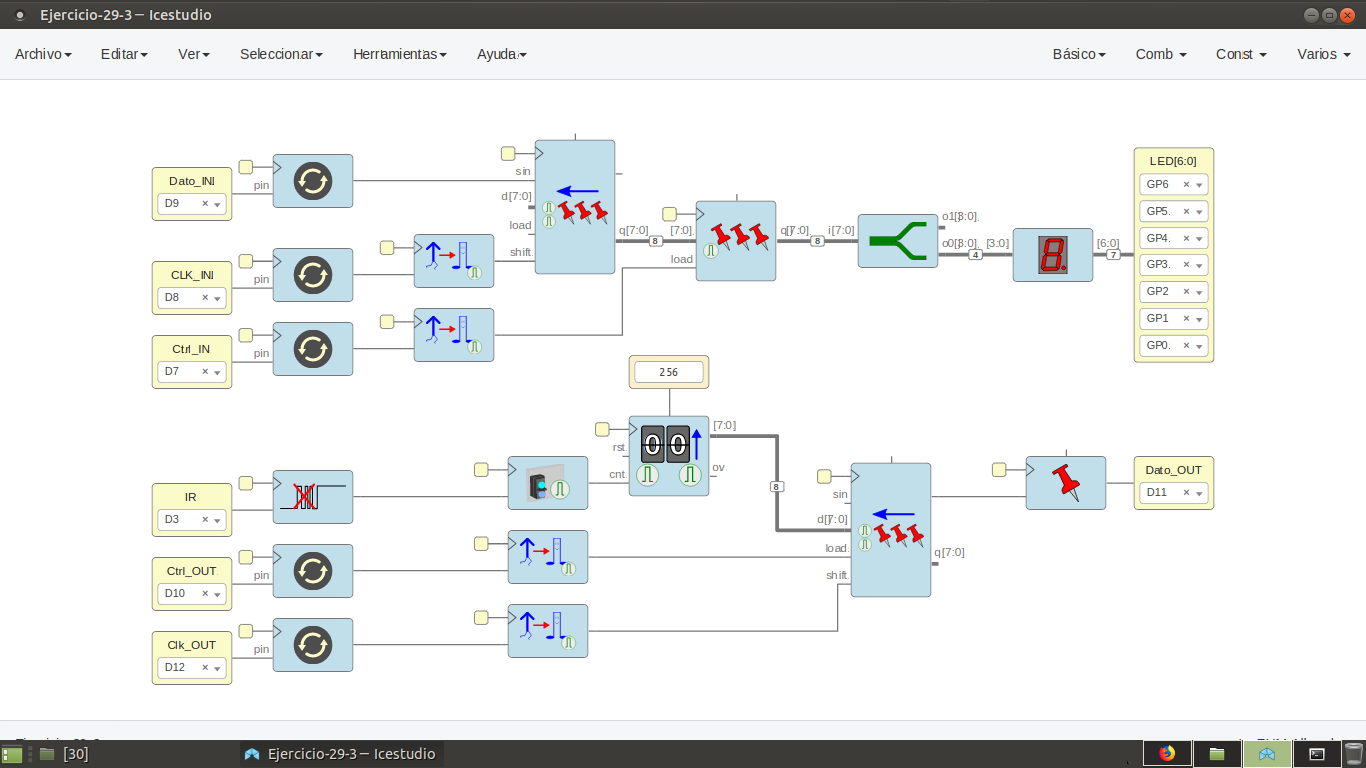 Ejercicio-29-3 — Icestudio
Archivo Editar Ver Seleccionar Herramientas Ayuda Básico Comb Const Varios
Dato_INI
D9
pin
CLK_INI
D8
pin
Ctrl_IN
D7
pin
sin
d[7:0]
load
shift.
q[7:0]
8
[7:0].
load
q[7:0]
8
i[7:0]
o1[3:0].
o0[3:0].
4
[3:0]
[6:0]
7
LED[6:0]
GP6
GP5.
GP4.
GP3.
GP2
GP1
GP0.
256
rst.
cnt.
[7:0]
ov.
8
IR
D3
Ctrl_OUT
D10
pin
Clk_OUT
D12
pin
sin
d[7:0]
load.
shift.
q[7:0]
Dato_OUT
D11
[30] Ejercicio-29-3 — Icestudio